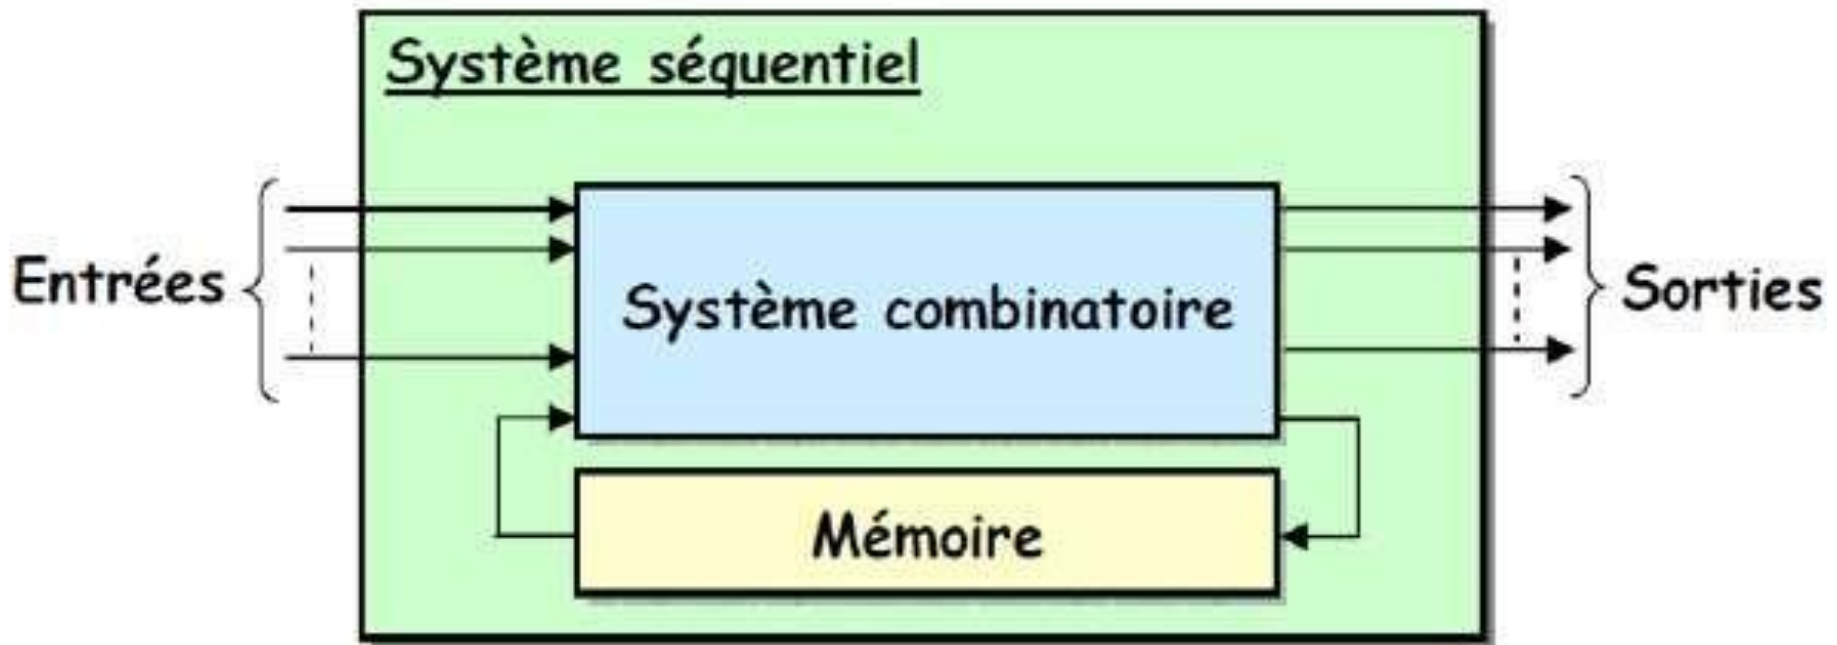 Système séquentiel
Entrées
Système combinatoire
Sorties
Mémoire